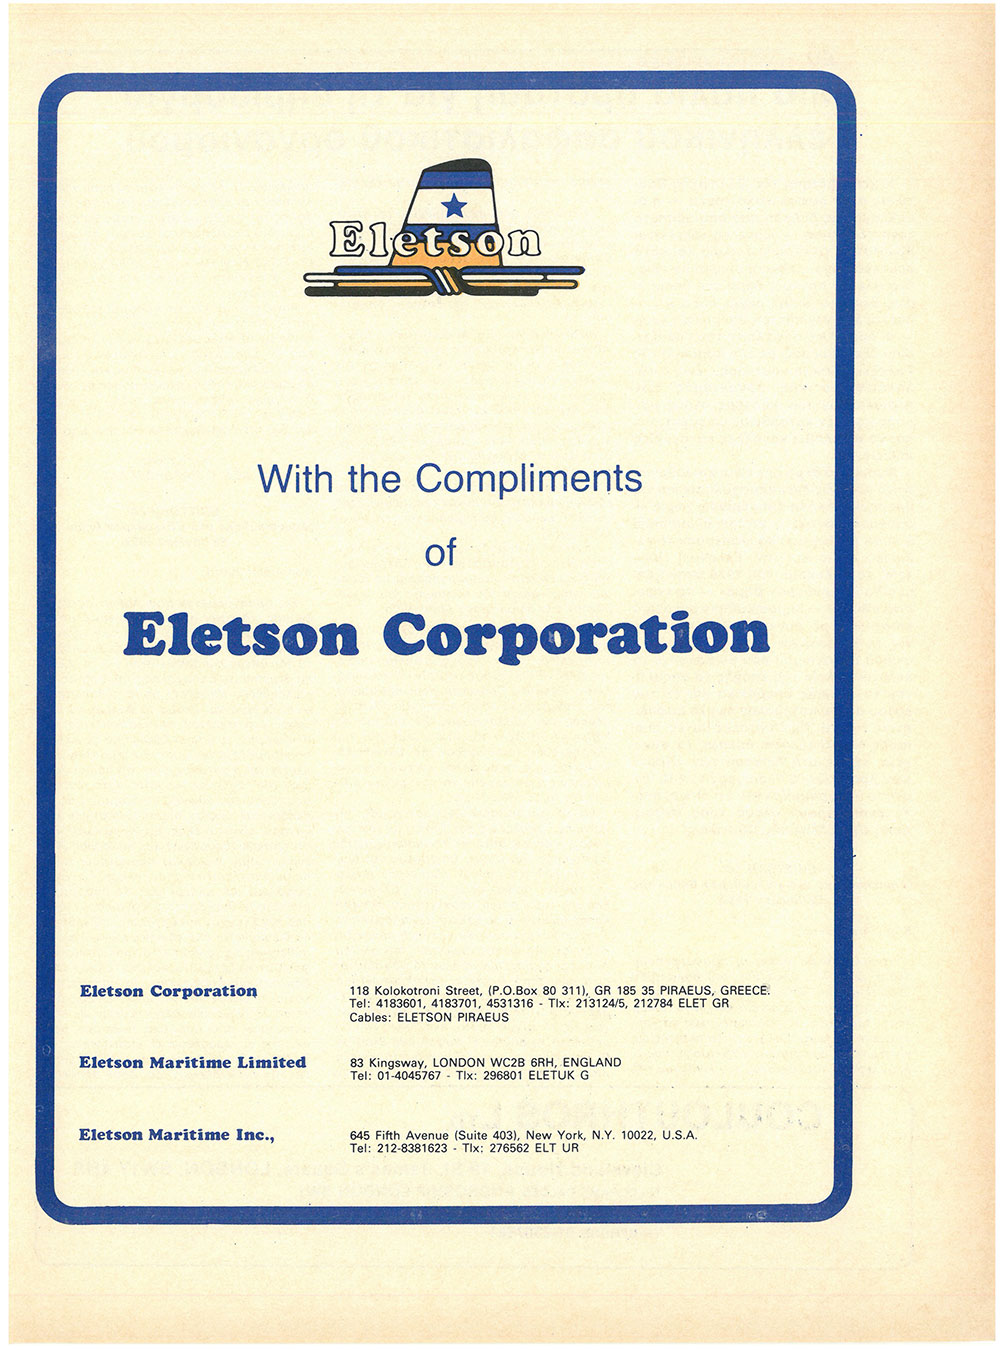 Eletson
With the Compliments
of
Eletson Corporation
Eletson Corporation
118 Kolokotroni Street, (P.O.Box 80 311), GR 185 35 PIRAEUS, GREECE.
Tel: 4183601, 4183701, 4531316 - Tlx: 213124/5, 212784 ELET GR
Cables: ELETSON PIRAEUS
Eletson Maritime Limited
83 Kingsway, LONDON WC2B 6RH, ENGLAND
Tel: 01-4045767 - Tlx: 296801 ELETUK G
Eletson Maritime Inc.,
645 Fifth Avenue (Suite 403), New York, N.Y. 10022, U.S.A.
Tel: 212-8381623 - Tlx: 276562 ELT UR